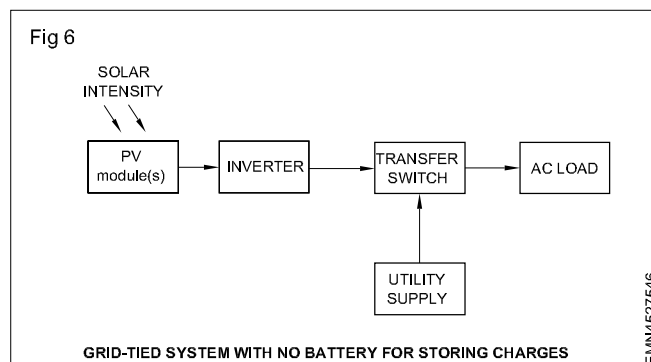 Fig 6
SOLAR
INTENSITY
PV
module(s)
INVERTER
TRANSFER
SWITCH
AC LOAD
UTILITY
SUPPLY
GRID-TIED SYSTEM WITH NO BATTERY FOR STORING CHARGES